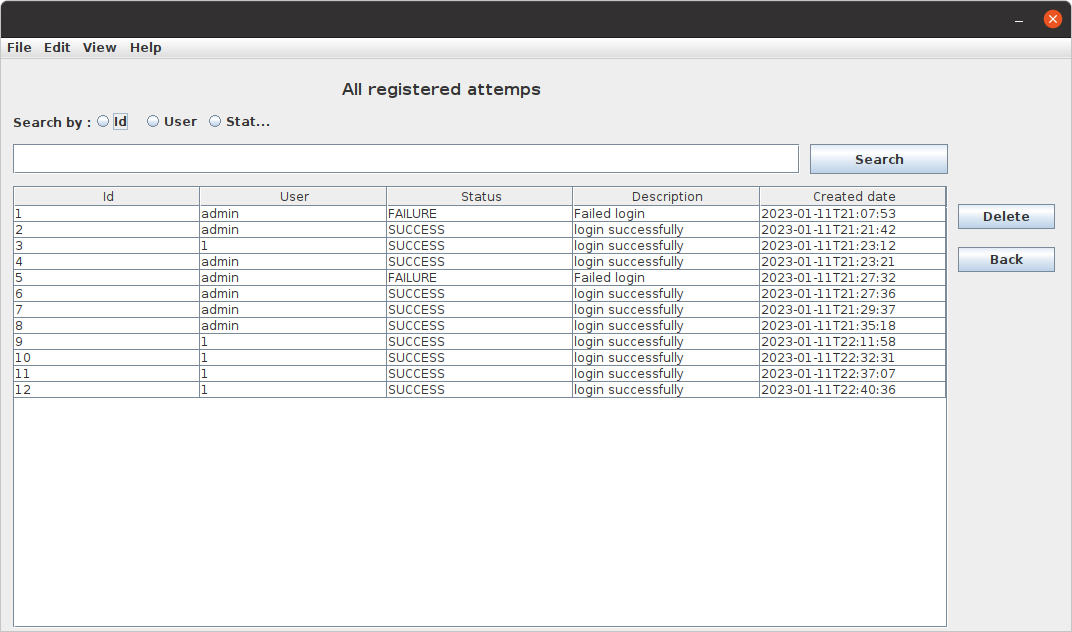 File Edit View Help
All registered attemps
Search by : Id User Stat...
Search
Id User Status Description Created date
1 admin FAILURE Failed login 2023-01-11T21:07:53
2 admin SUCCESS login successfully 2023-01-11T21:21:42
3 1 SUCCESS login successfully 2023-01-11T21:23:12
4 admin SUCCESS login successfully 2023-01-11T21:23:21
5 admin FAILURE Failed login 2023-01-11T21:27:32
6 admin SUCCESS login successfully 2023-01-11T21:27:36
7 admin SUCCESS login successfully 2023-01-11T21:29:37
8 admin SUCCESS login successfully 2023-01-11T21:35:18
9 1 SUCCESS login successfully 2023-01-11T22:11:58
10 1 SUCCESS login successfully 2023-01-11T22:32:31
11 1 SUCCESS login successfully 2023-01-11T22:37:07
12 1 SUCCESS login successfully 2023-01-11T22:40:36
Delete
Back